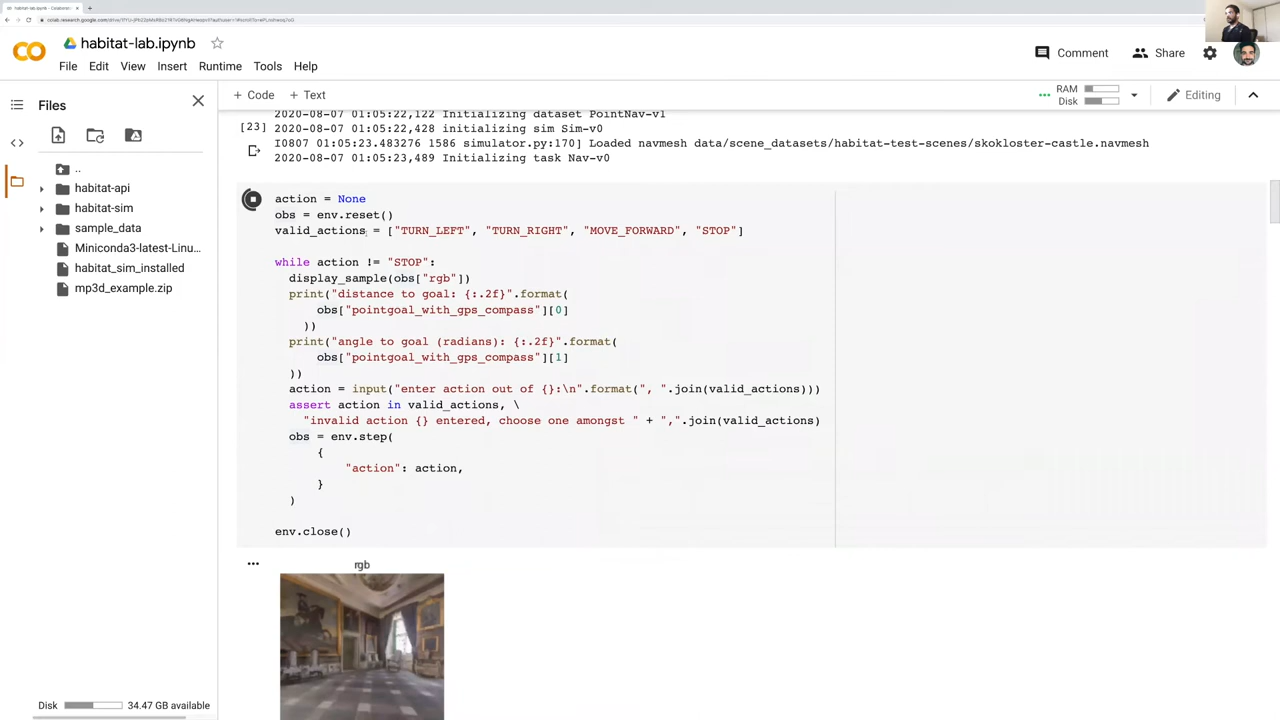 habitat-lab.ipynb - Colaborator
habitat-lab.ipynb
Comment
Share
File Edit View Insert Runtime Tools Help
Files
+ Code + Text
RAM
Disk
Editing
..
habitat-api
habitat-sim
sample_data
Miniconda3-latest-Linu...
habitat_sim_installed
mp3d_example.zip
Disk
34.47 GB available
2020-08-07 01:05:22,122 Initializing dataset PointNav-v1
[23] 2020-08-07 01:05:22,428 initializing sim Sim-v0
I0807 01:05:23.483276 1586 simulator.py:170] Loaded navmesh data/scene_datasets/habitat-test-scenes/skokloster-castle.navmesh
2020-08-07 01:05:23,489 Initializing task Nav-v0
action = None
obs = env.reset()
valid_actions = ["TURN_LEFT", "TURN_RIGHT", "MOVE_FORWARD", "STOP"]
while action != "STOP":
display_sample(obs["rgb"])
print("distance to goal: {:.2f}".format(
obs["pointgoal_with_gps_compass"][0]
))
print("angle to goal (radians): {:.2f}".format(
obs["pointgoal_with_gps_compass"][1]
))
action = input("enter action out of {}:\n".format(", ".join(valid_actions)))
assert action in valid_actions, \
"invalid action {} entered, choose one amongst " + ",".join(valid_actions)
obs = env.step(
{
"action": action,
}
)
env.close()
rgb